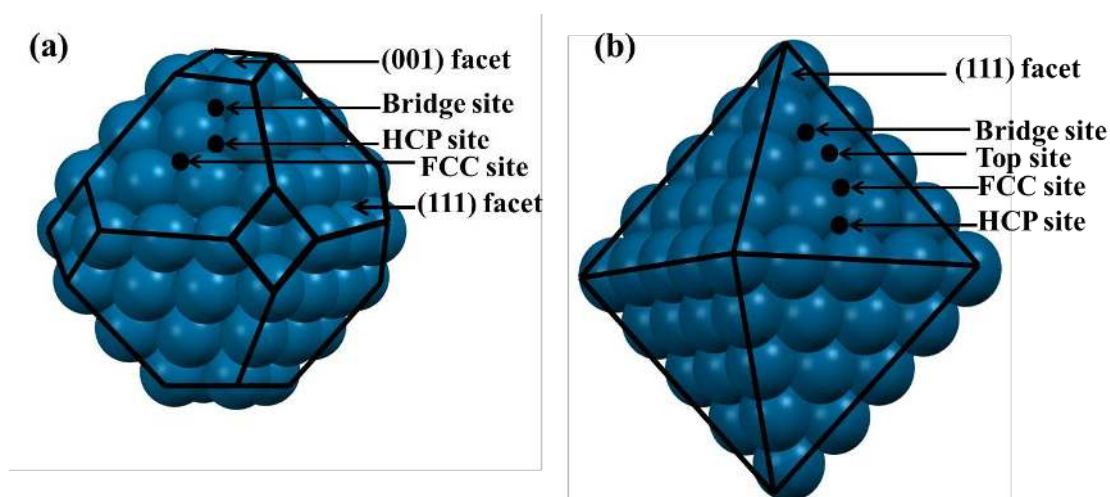 (a)
(001) facet
Bridge site
HCP site
FCC site
(111) facet
(b)
(111) facet
Bridge site
Top site
FCC site
HCP site